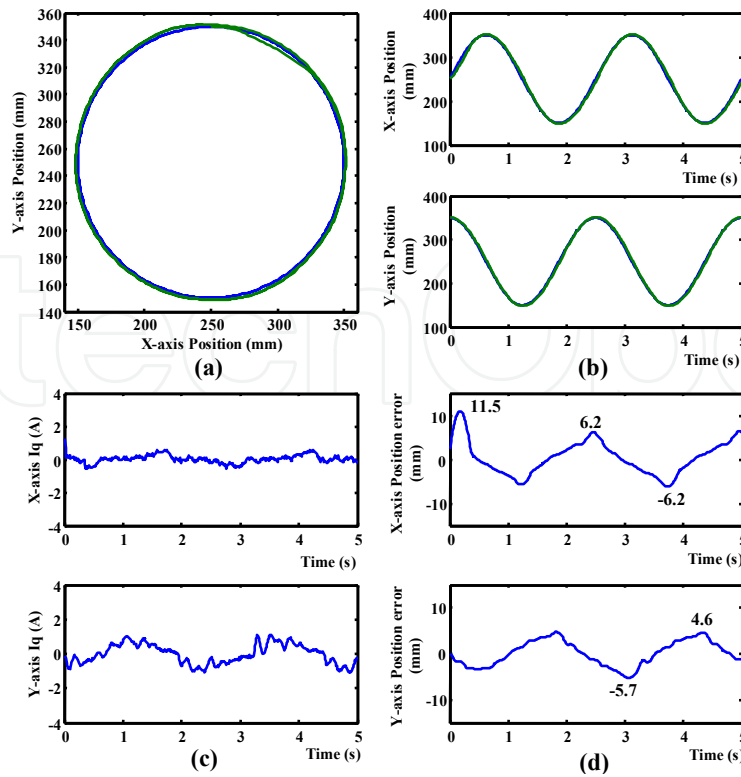 360
340
320
300
280
260
240
220
200
180
160
140
Y-axis Position (mm)
150 200 250 300 350
X-axis Position (mm)
(a)
400
300
200
100
X-axis Position
(mm)
0 1 2 3 4 5
Time (s)
400
300
200
100
Y-axis Position
(mm)
0 1 2 3 4 5
Time (s)
(b)
4
2
0
-2
-4
X-axis Iq (A)
0 1 2 3 4 5
Time (s)
4
2
0
-2
-4
Y-axis Iq (A)
0 1 2 3 4 5
Time (s)
(c)
10
0
-10
X-axis Position error
(mm)
11.5
6.2
-6.2
0 1 2 3 4 5
Time (s)
10
0
-10
Y-axis Position error
(mm)
4.6
-5.7
0 1 2 3 4 5
Time (s)
(d)